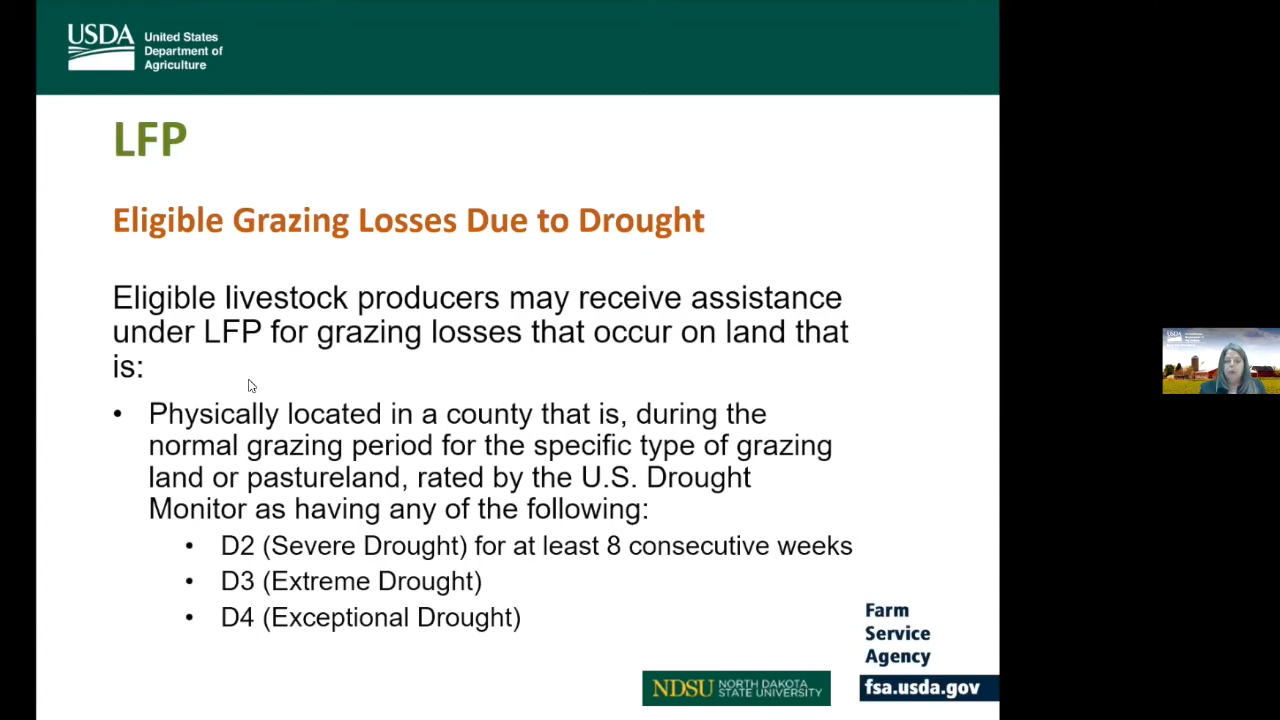 USDA
United States
Department of
Agriculture
LFP
Eligible Grazing Losses Due to Drought
Eligible livestock producers may receive assistance
under LFP for grazing losses that occur on land that
is:
• Physically located in a county that is, during the
normal grazing period for the specific type of grazing
land or pastureland, rated by the U.S. Drought
Monitor as having any of the following:
• D2 (Severe Drought) for at least 8 consecutive weeks
• D3 (Extreme Drought)
• D4 (Exceptional Drought)
Farm
Service
Agency
fsa.usda.gov
NDSU NORTH DAKOTA
STATE UNIVERSITY
USDA